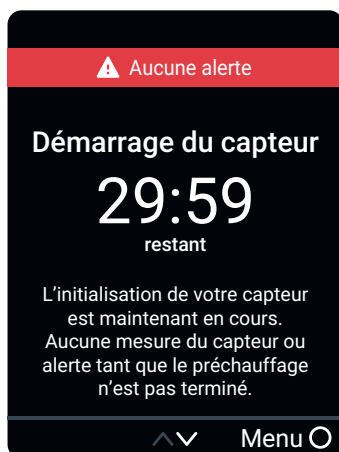 Aucune alerte
Démarrage du capteur
29:59
restant
L’initialisation de votre capteur
est maintenant en cours.
Aucune mesure du capteur ou
alerte tant que le préchauffage
n’est pas terminé.
Menu